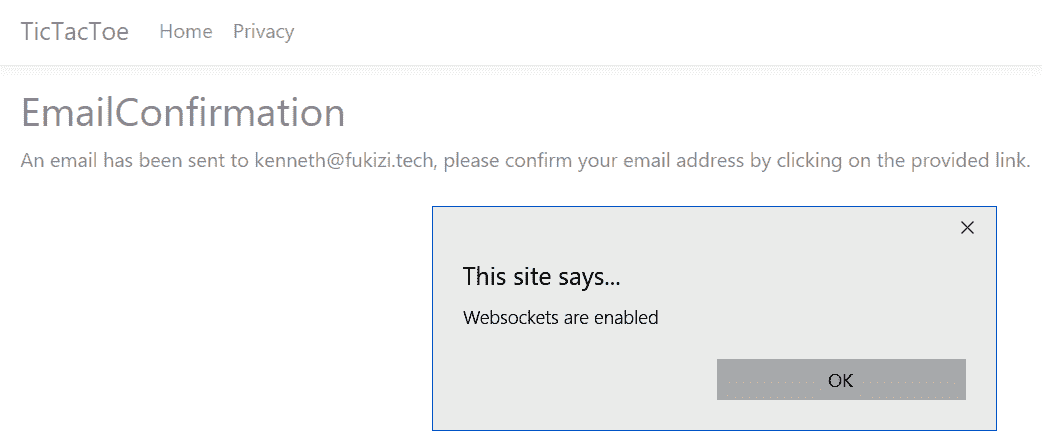 TicTacToe Home Privacy
EmailConfirmation
An email has been sent to kenneth@fukizi.tech, please confirm your email address by clicking on the provided link.
This site says...
Websockets are enabled
OK